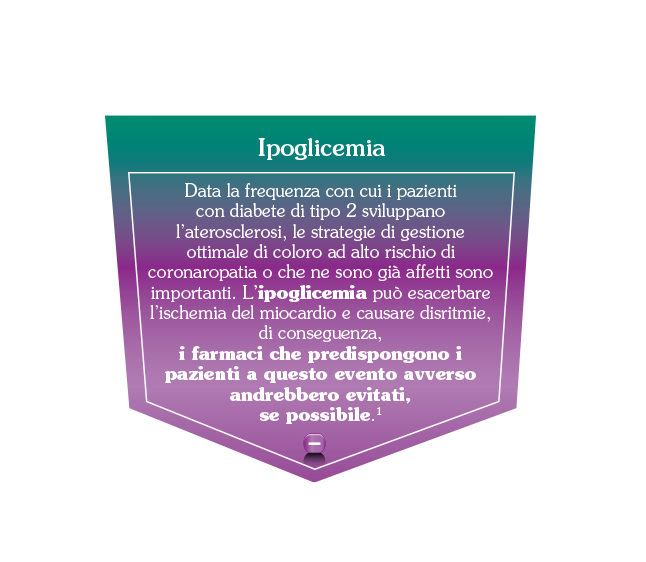 Ipoglicemia
Data la frequenza con cui i pazienti
con diabete di tipo 2 sviluppano
l'aterosclerosi, le strategie di gestione
ottimale di coloro ad alto rischio di
coronaropatia o che ne sono già affetti sono
importanti. L'ipoglicemia può esacerbare
l'ischemia del miocardio e causare disritmie,
di conseguenza,
i farmaci che predispongono i
pazienti a questo evento avverso
andrebbero evitati,
se possibile.¹